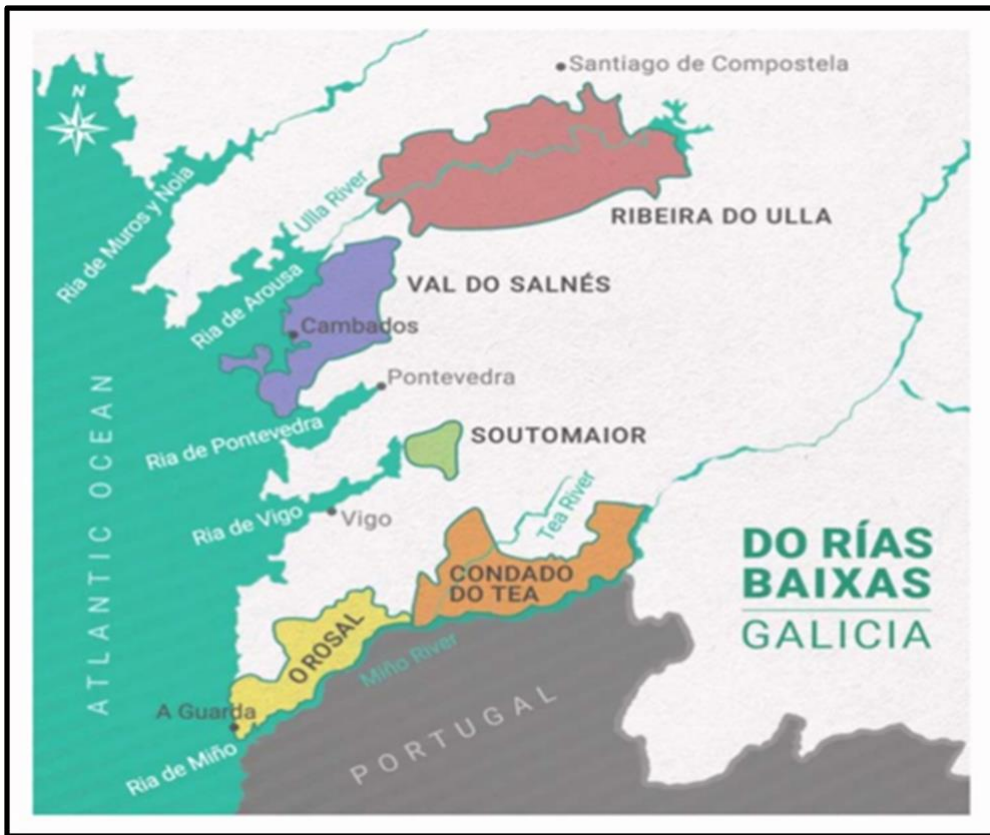 N
Santiago de Compostela
Ria de Muros y Noia
Ulla River
RIBEIRA DO ULLA
Ria de Arousa
VAL DO SALNÉS
Cambados
Pontevedra
ATLANTIC OCEAN
Ria de Pontevedra
SOUTOMAIOR
Tea River
Ria de Vigo
Vigo
DO RÍAS
BAIXAS
GALICIA
CONDADO
DO TEA
O ROSAL
Miño River
A Guarda
Ria de Miño
PORTUGAL